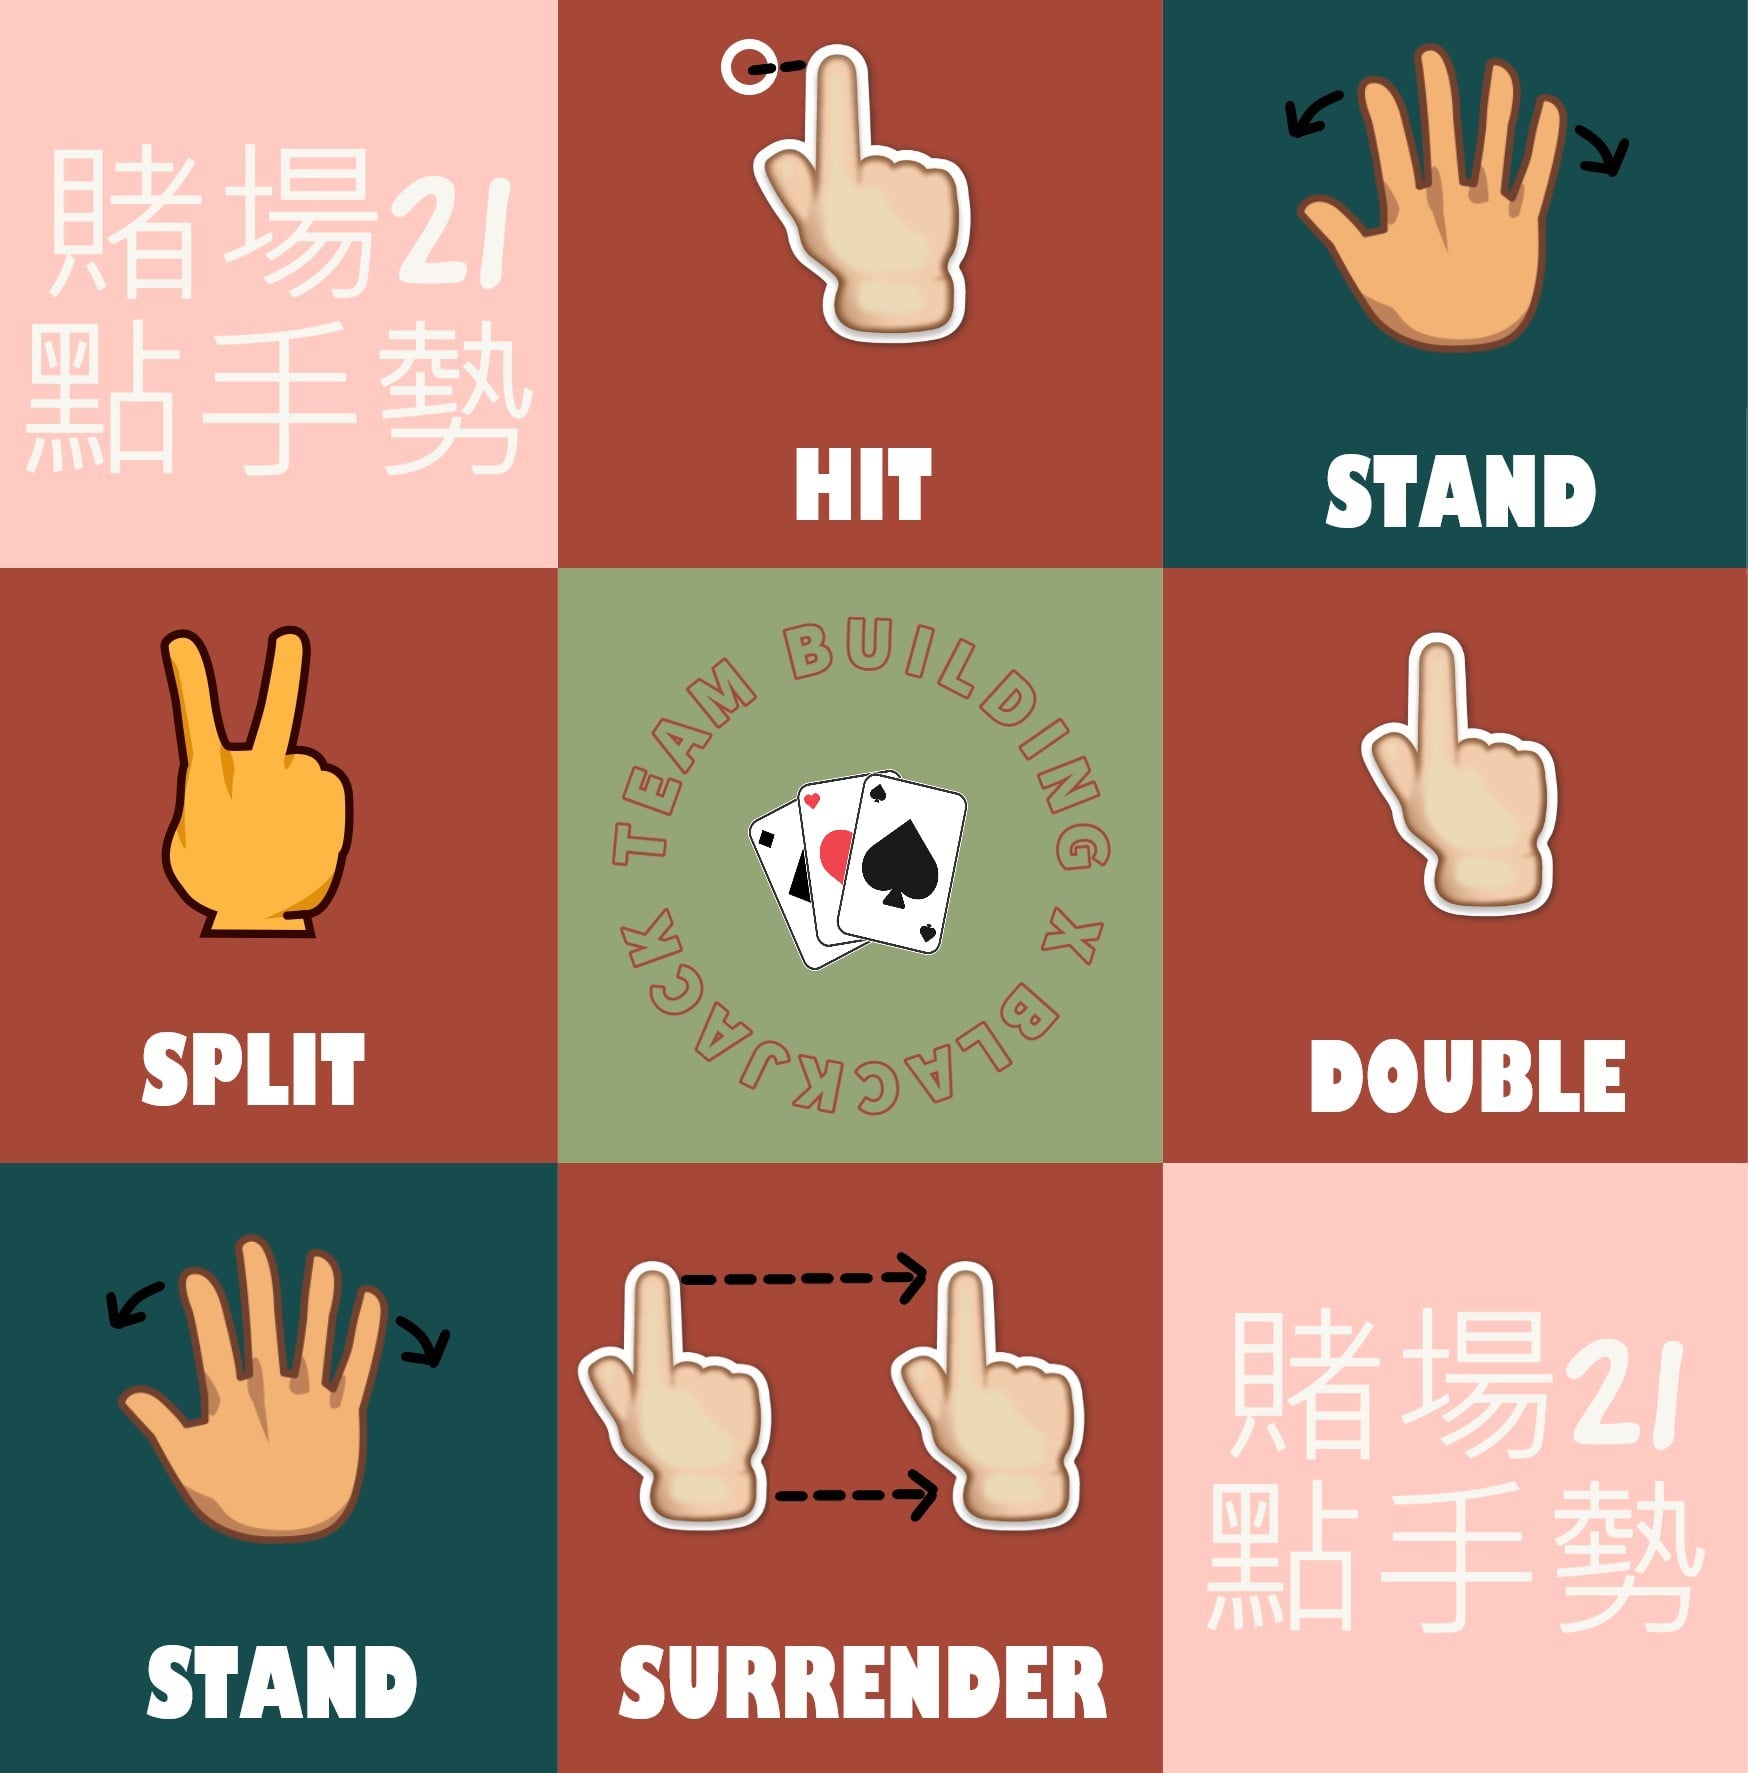 賭場21
點手勢
HIT
STAND
SPLIT
TEAM BUILDING X BLACKJACK
DOUBLE
STAND
SURRENDER
賭場21
點手勢